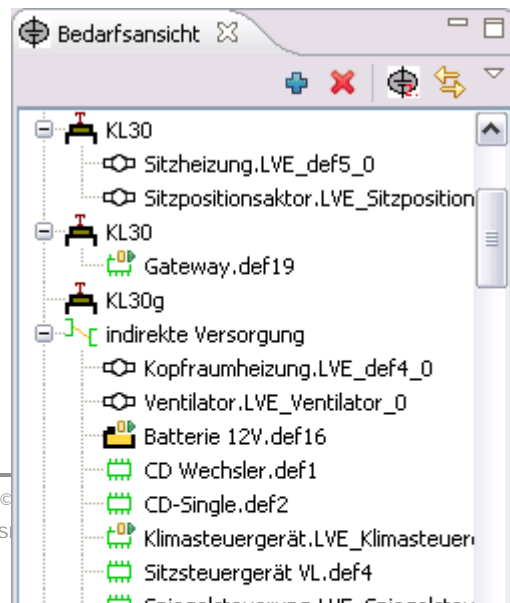 Bedarfsansicht
KL30
Sitzheizung.LVE_def5_0
Sitzpositionsaktor.LVE_Sitzposition
KL30
Gateway.def19
KL30g
indirekte Versorgung
Kopfraumheizung.LVE_def4_0
Ventilator.LVE_Ventilator_0
Batterie 12V.def16
CD Wechsler.def1
CD-Single.def2
©
Klimasteuergerät.LVE_Klimasteuer
Sitzsteuergerät VL.def4